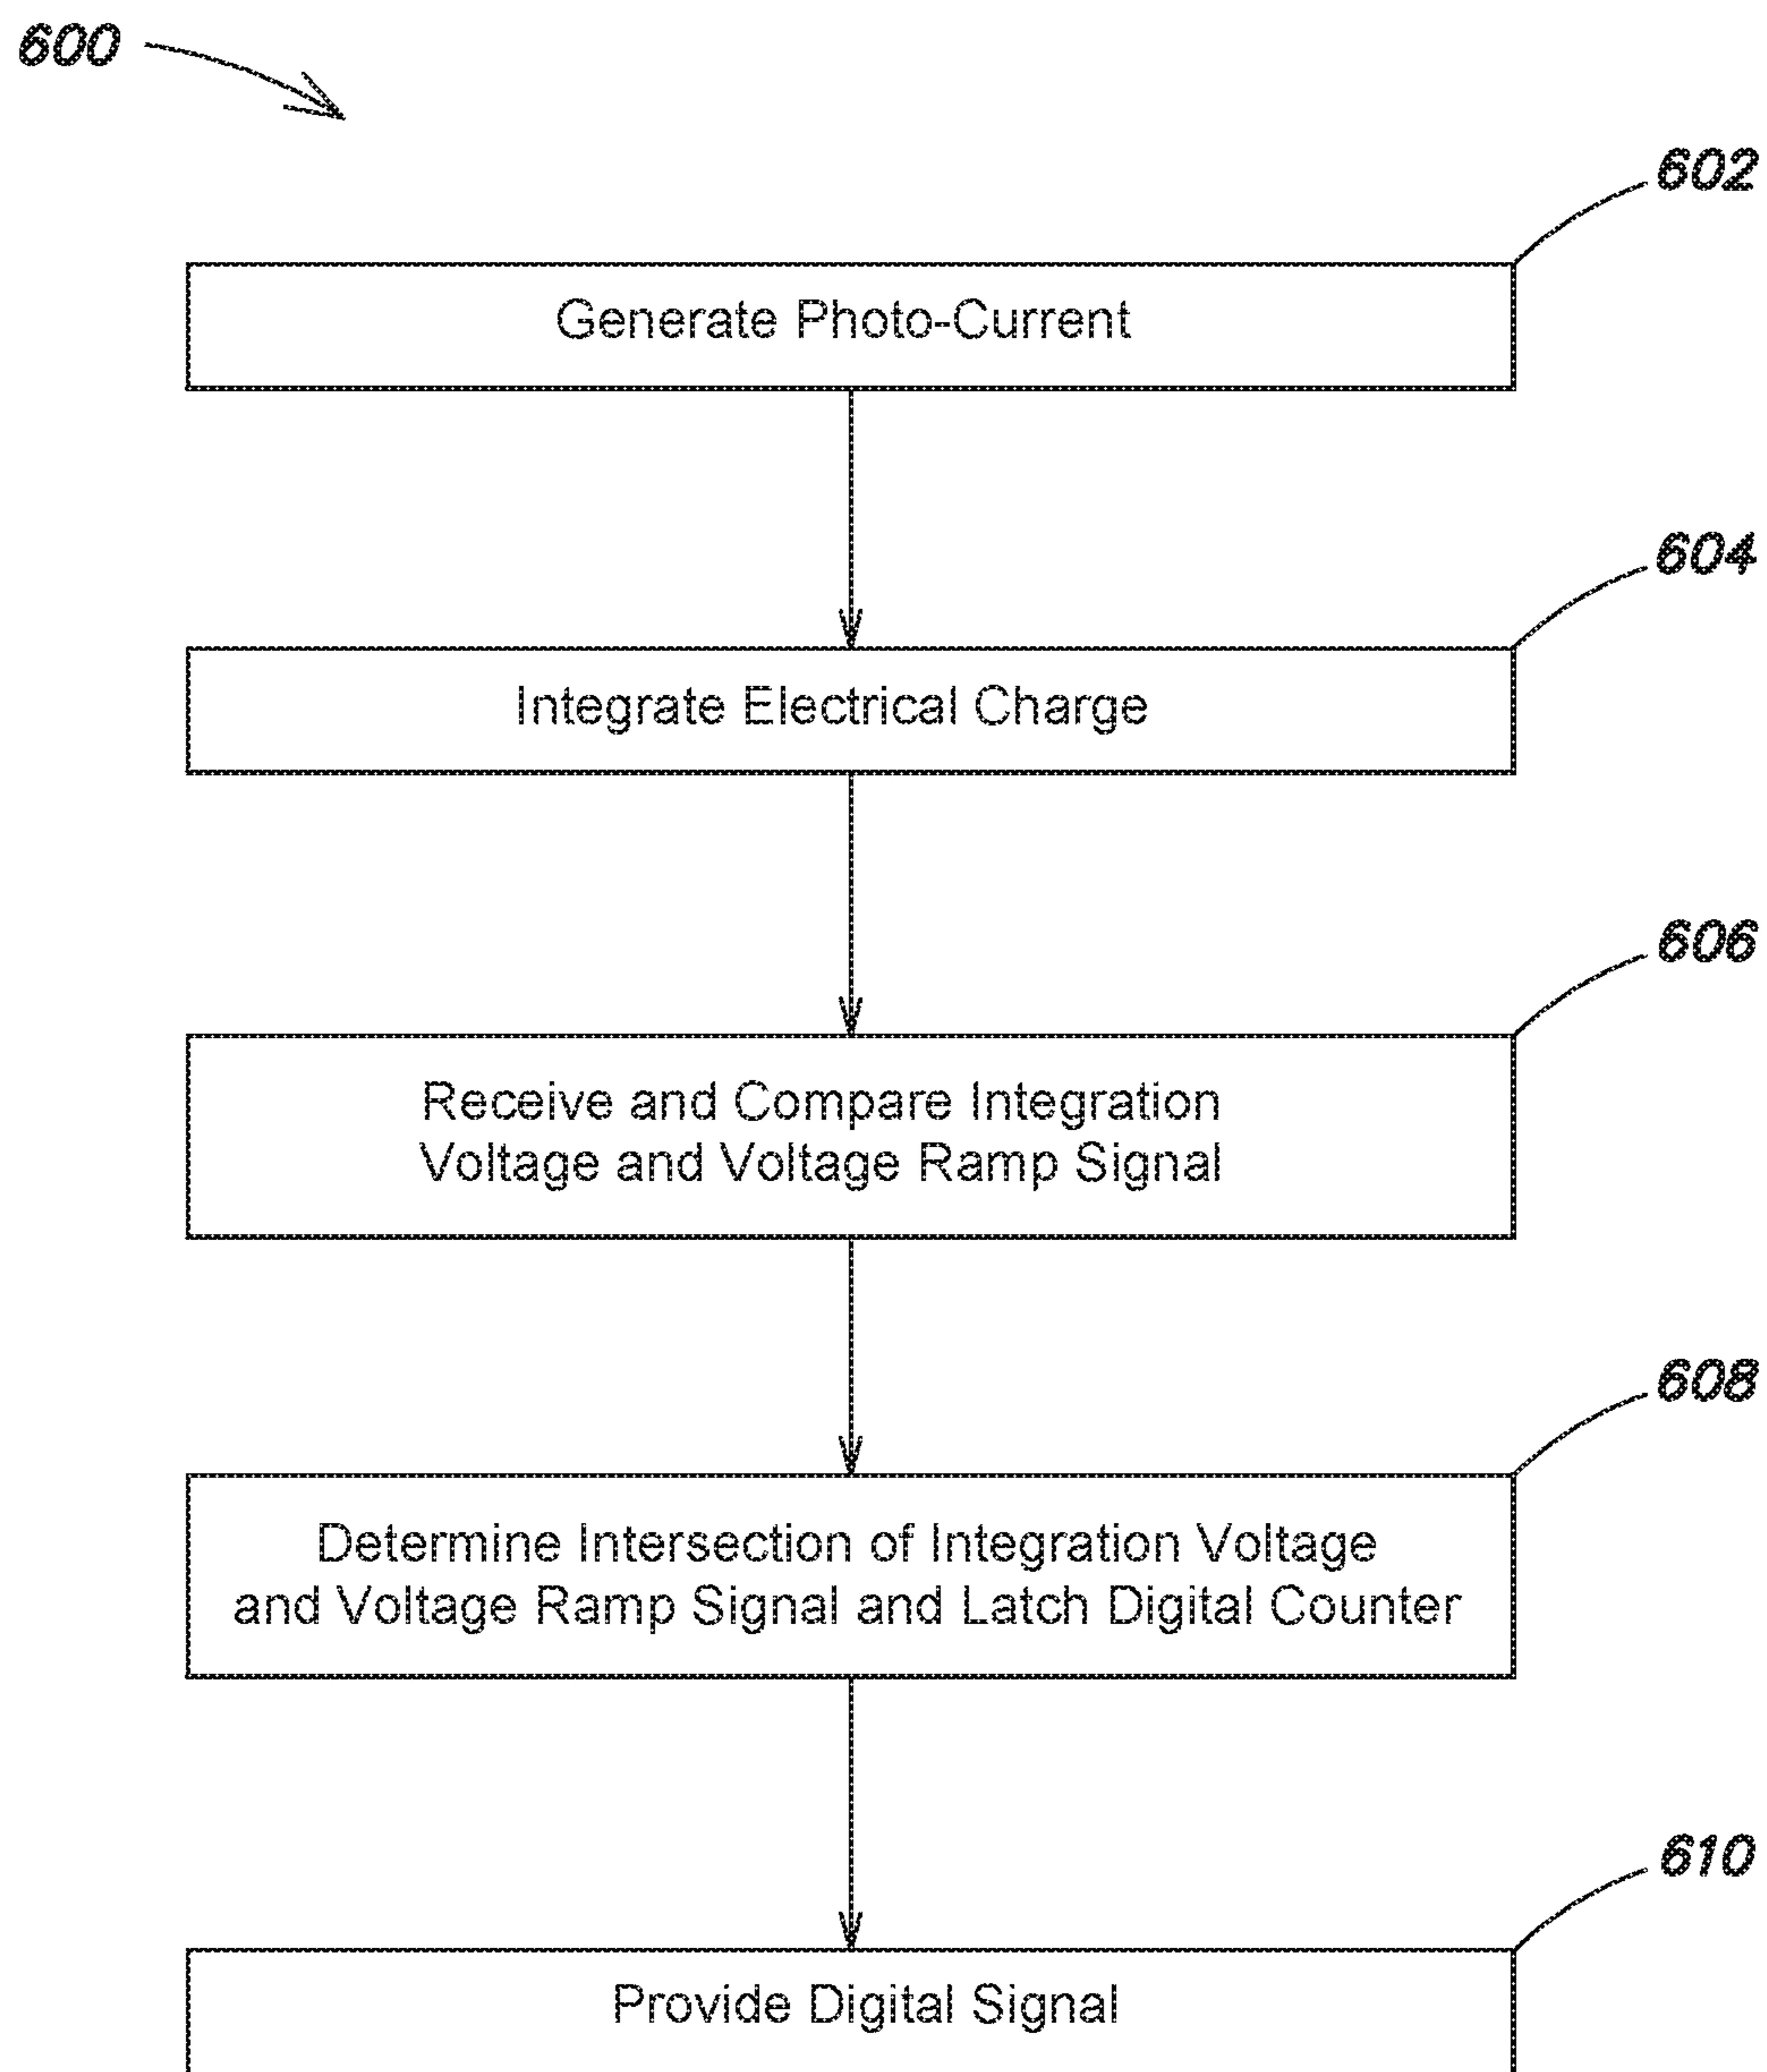 600
602
Generate Photo-Current
604
Integrate Electrical Charge
606
Receive and Compare Integration
Voltage and Voltage Ramp Signal
608
Determine Intersection of Integration Voltage
and Voltage Ramp Signal and Latch Digital Counter
610
Provide Digital Signal